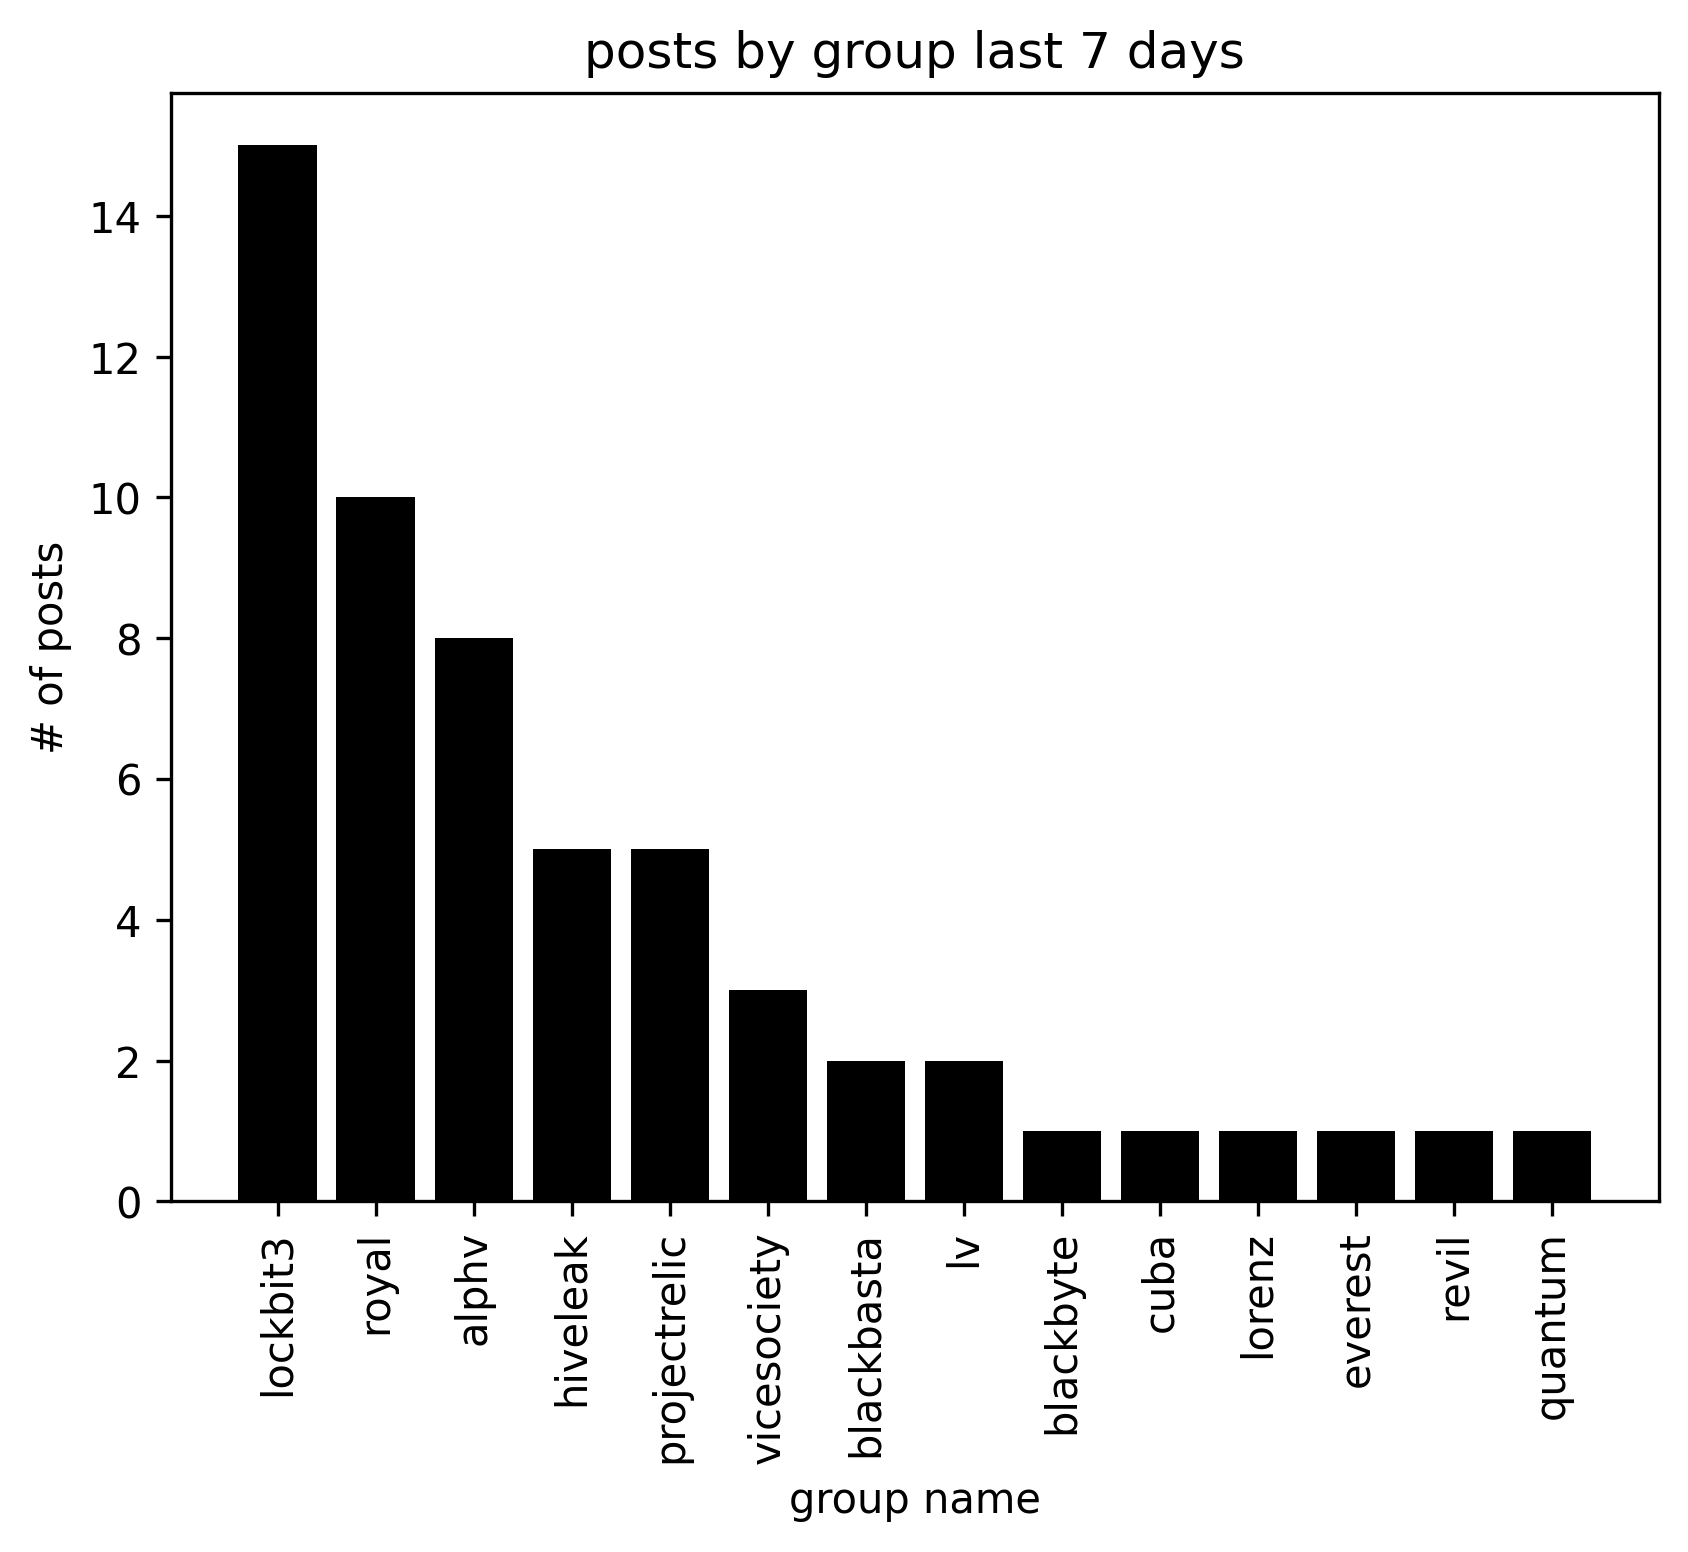 posts by group last 7 days
# of posts
14
12
10
8
6
4
2
0
lockbit3
royal
alphv
hiveleak
projectrelic
vicesociety
blackbasta
lv
blackbyte
cuba
lorenz
everest
revil
quantum
group name